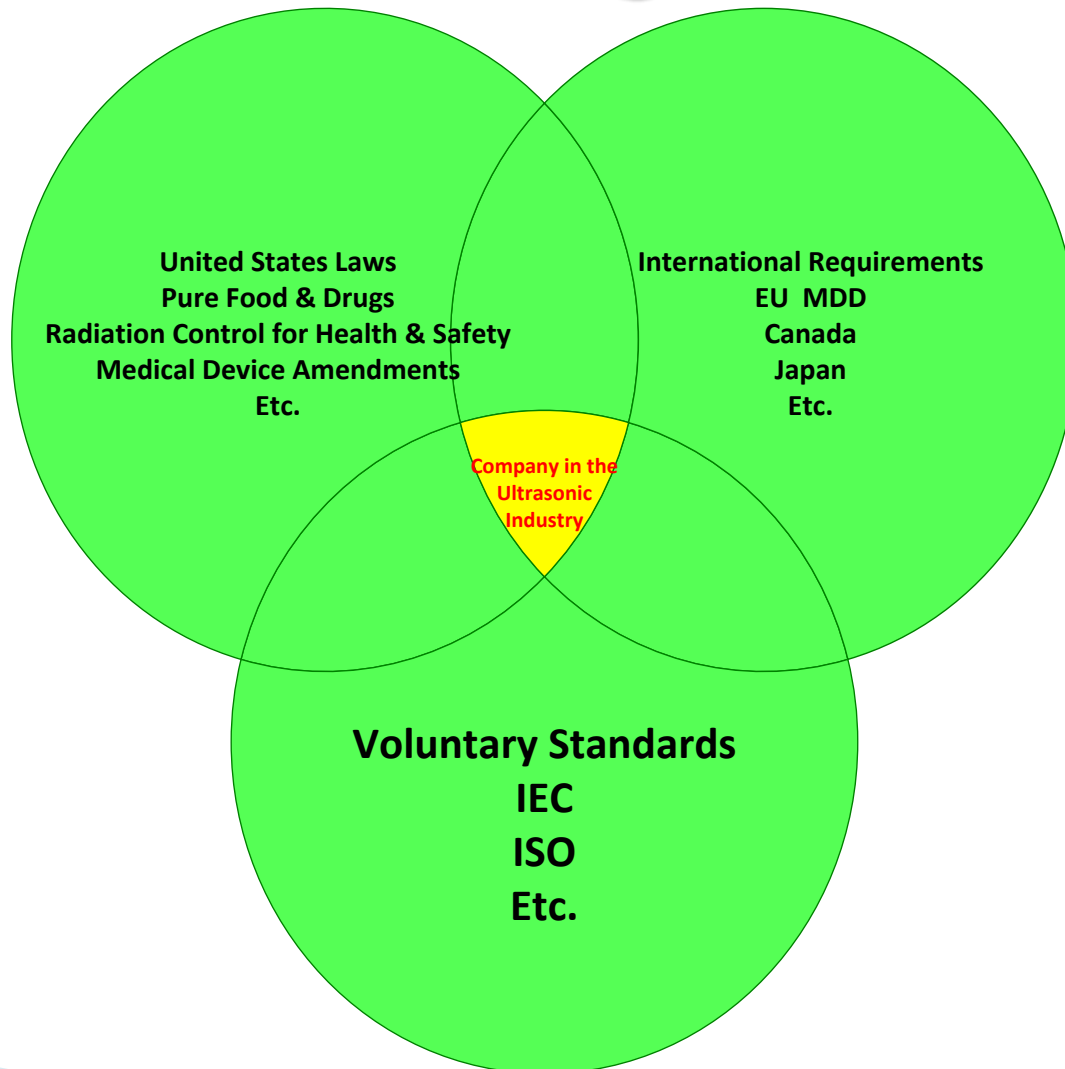 United States Laws
Pure Food & Drugs
Radiation Control for Health & Safety
Medical Device Amendments
Etc.
International Requirements
EU MDD
Canada
Japan
Etc.
Company in the
Ultrasonic
Industry
Voluntary Standards
IEC
ISO
Etc.